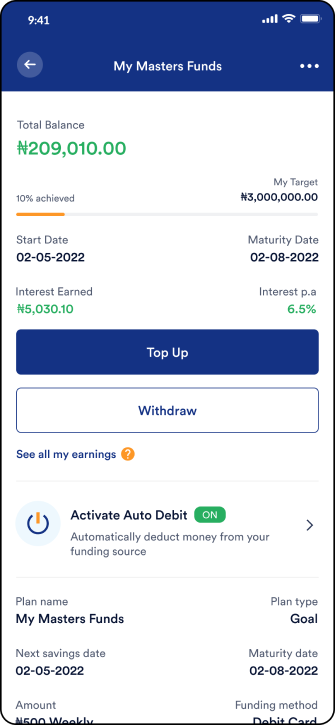 9:41
My Masters Funds
Total Balance
₦209,010.00
My Target
10% achieved
₦3,000,000.00
Start Date Maturity Date
02-05-2022 02-08-2022
Interest Earned Interest p.a
₦5,030.10 6.5%
Top Up
Withdraw
See all my earnings ?
Activate Auto Debit ON
Automatically deduct money from your
funding source
Plan name Plan type
My Masters Funds Goal
Next savings date Maturity date
02-05-2022 02-08-2022
Amount Funding method
₦500 Weekly Debit Card